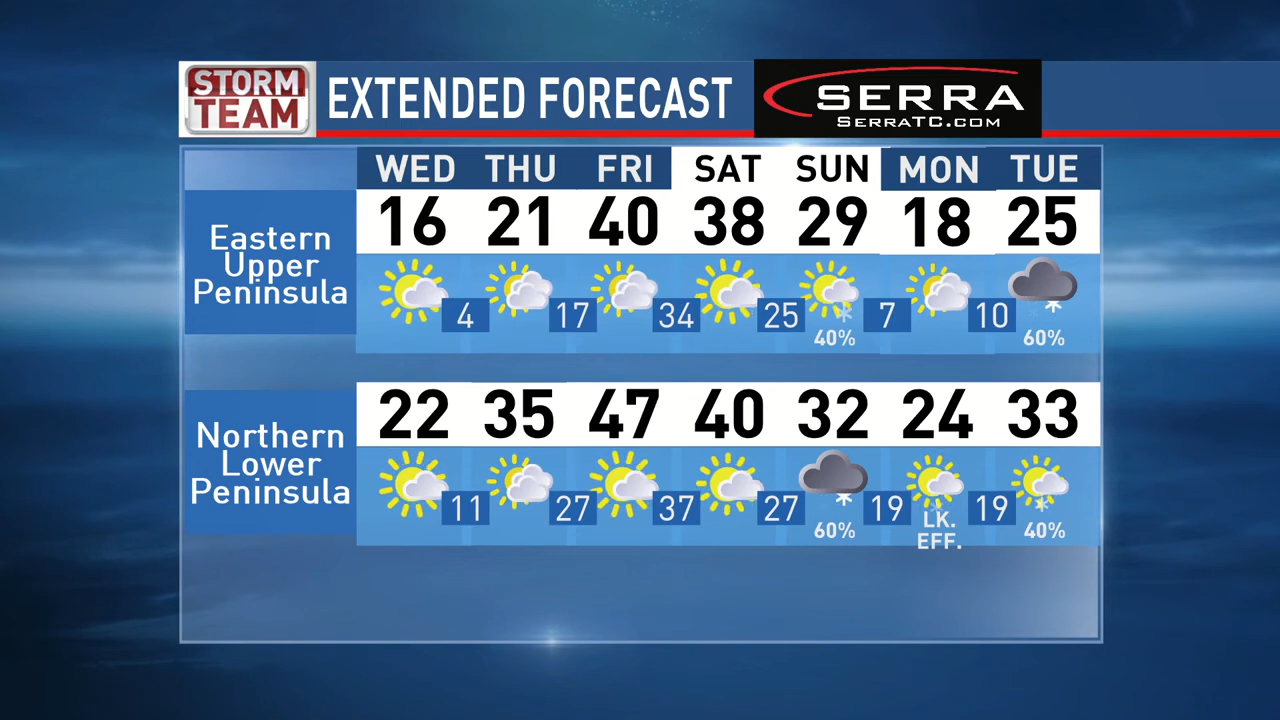 STORM
TEAM
EXTENDED FORECAST
SERRA
SERRATC.COM
WED THU FRI SAT SUN MON TUE
Eastern
Upper
Peninsula
16 21 40 38 29 18 25
4 17 34 25 7 10
40% 60%
Northern
Lower
Peninsula
22 35 47 40 32 24 33
11 27 37 27 19 19
60% LK. 40%
EFF.